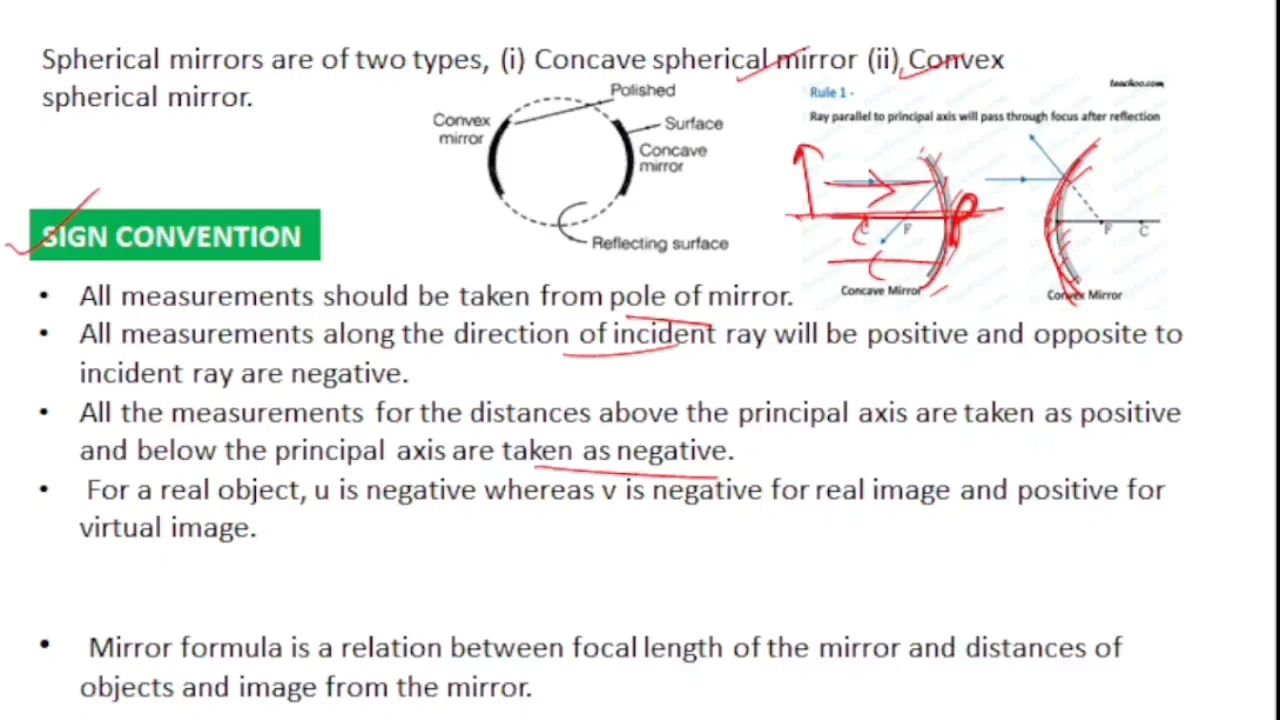 Spherical mirrors are of two types, (i) Concave spherical mirror (ii) Convex
spherical mirror.
Polished
Convex
mirror
Surface
Concave
mirror
Reflecting surface
teachoo.com
Rule 1 -
Ray parallel to principal axis will pass through focus after reflection
P
C
F
Concave Mirror
F
C
Convex Mirror
SIGN CONVENTION
• All measurements should be taken from pole of mirror.
• All measurements along the direction of incident ray will be positive and opposite to
incident ray are negative.
• All the measurements for the distances above the principal axis are taken as positive
and below the principal axis are taken as negative.
• For a real object, u is negative whereas v is negative for real image and positive for
virtual image.
• Mirror formula is a relation between focal length of the mirror and distances of
objects and image from the mirror.